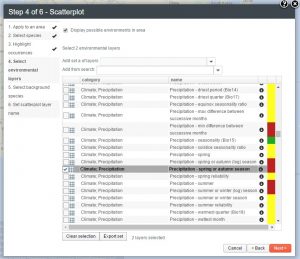 Step 4 of 6 - Scatterplot
1. Apply to an area
2. Select species
3. Highlight occurrences
4. Select environmental layers
5. Select background species
6. Set scatterplot layer name
Display possible environments in area
Select 2 environmental layers
Add set of layers
Add from search
category name
Climate; Precipitation Precipitation - driest period (Bio14)
Climate; Precipitation Precipitation - driest quarter (Bio17)
Climate; Precipitation Precipitation - equinox seasonality ratio
Climate; Precipitation Precipitation - max difference between successive months
Climate; Precipitation Precipitation - min difference between successive months
Climate; Precipitation Precipitation - seasonality (Bio15)
Climate; Precipitation Precipitation - solstice seasonality ratio
Climate; Precipitation Precipitation - spring
Climate; Precipitation Precipitation - spring or autumn (log) season
Climate; Precipitation Precipitation - spring or autumn season
Climate; Precipitation Precipitation - spring reliability
Climate; Precipitation Precipitation - summer
Climate; Precipitation Precipitation - summer or winter (log) season
Climate; Precipitation Precipitation - summer or winter season
Climate; Precipitation Precipitation - summer reliability
Climate; Precipitation Precipitation - warmest quarter (Bio18)
Climate; Precipitation Precipitation - wettest month
Clear selection Export set 2 layers selected
Cancel < Back Next >